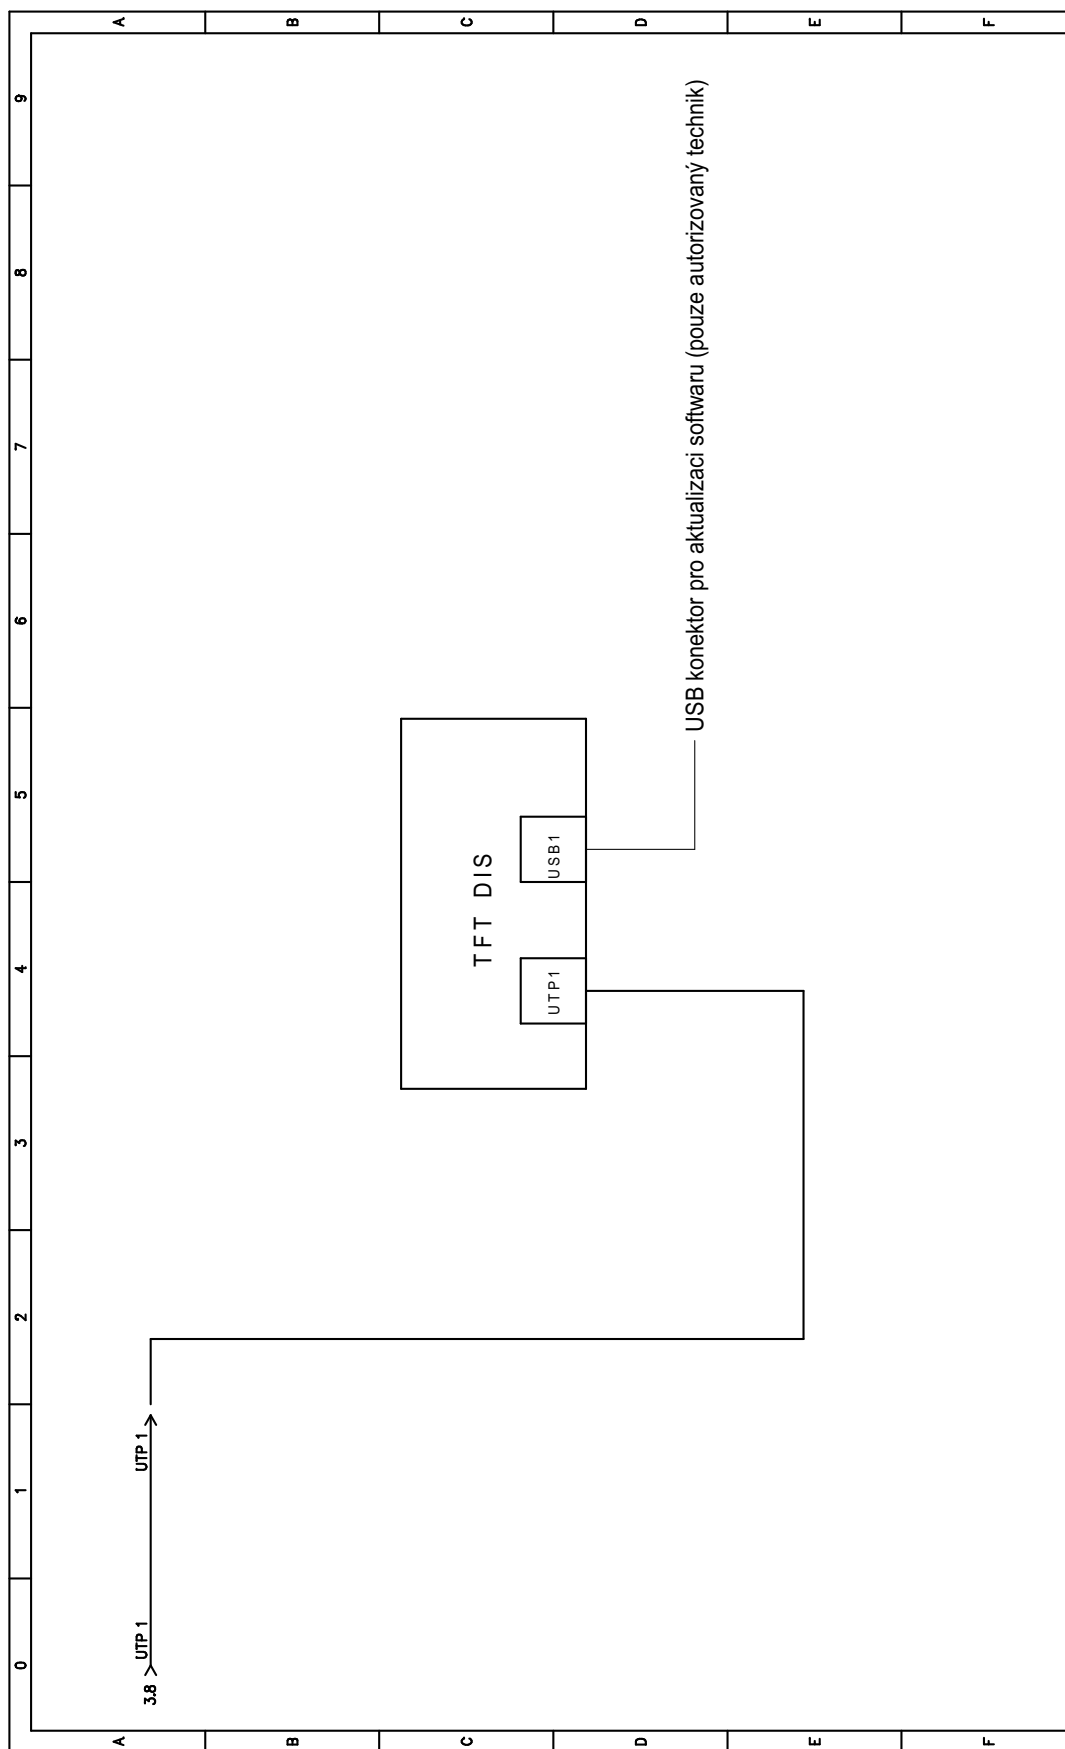 0 1 2 3 4 5 6 7 8 9
A A
3.8 UTP 1 UTP 1
B B
C C
TFT DIS
UTP1 USB1
D D
USB konektor pro aktualizaci softwaru (pouze autorizovaný technik)
E E
F F